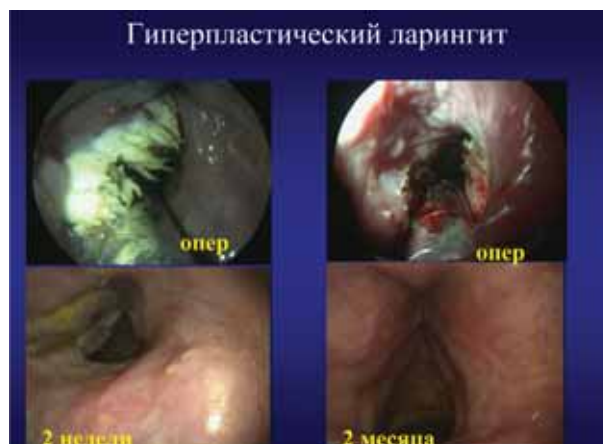 Гиперпластический ларингит
опер
опер
2 недели
2 месяца